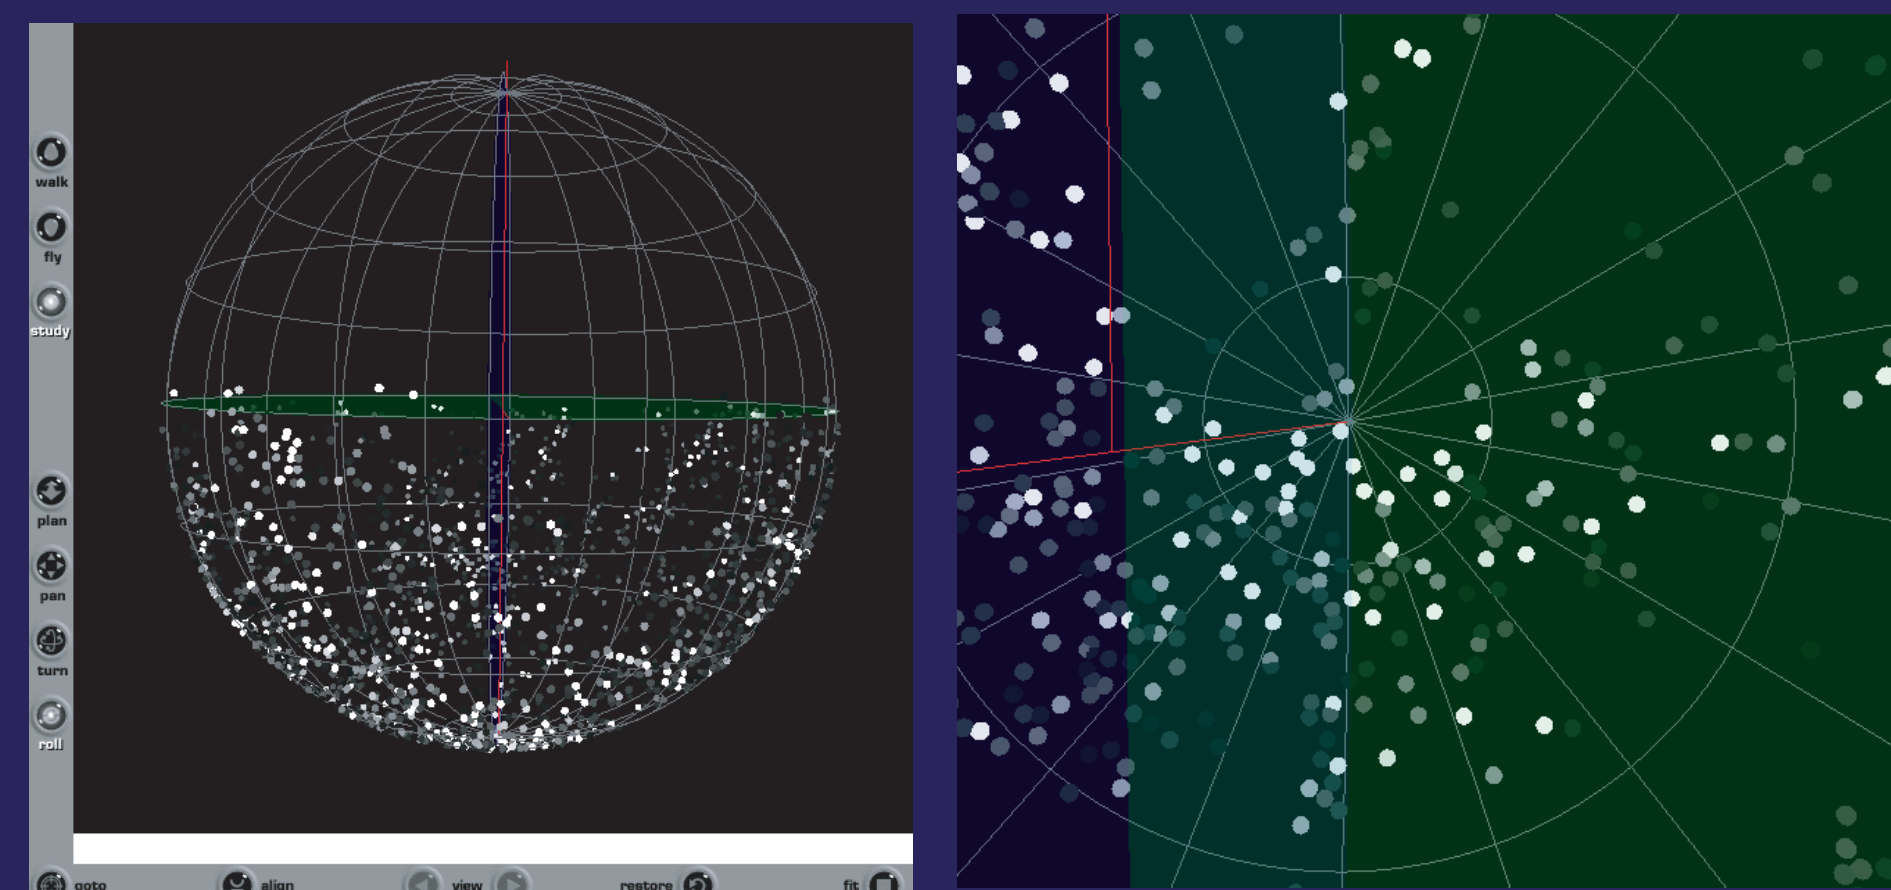 walk
fly
study
plan
pan
turn
roll
goto align view restore fit